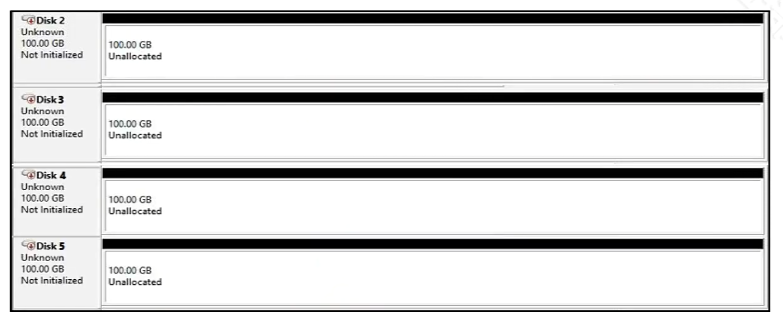 Disk 2
Unknown
100.00 GB
Not Initialized
100.00 GB
Unallocated
Disk 3
Unknown
100.00 GB
Not Initialized
100.00 GB
Unallocated
Disk 4
Unknown
100.00 GB
Not Initialized
100.00 GB
Unallocated
Disk 5
Unknown
100.00 GB
Not Initialized
100.00 GB
Unallocated